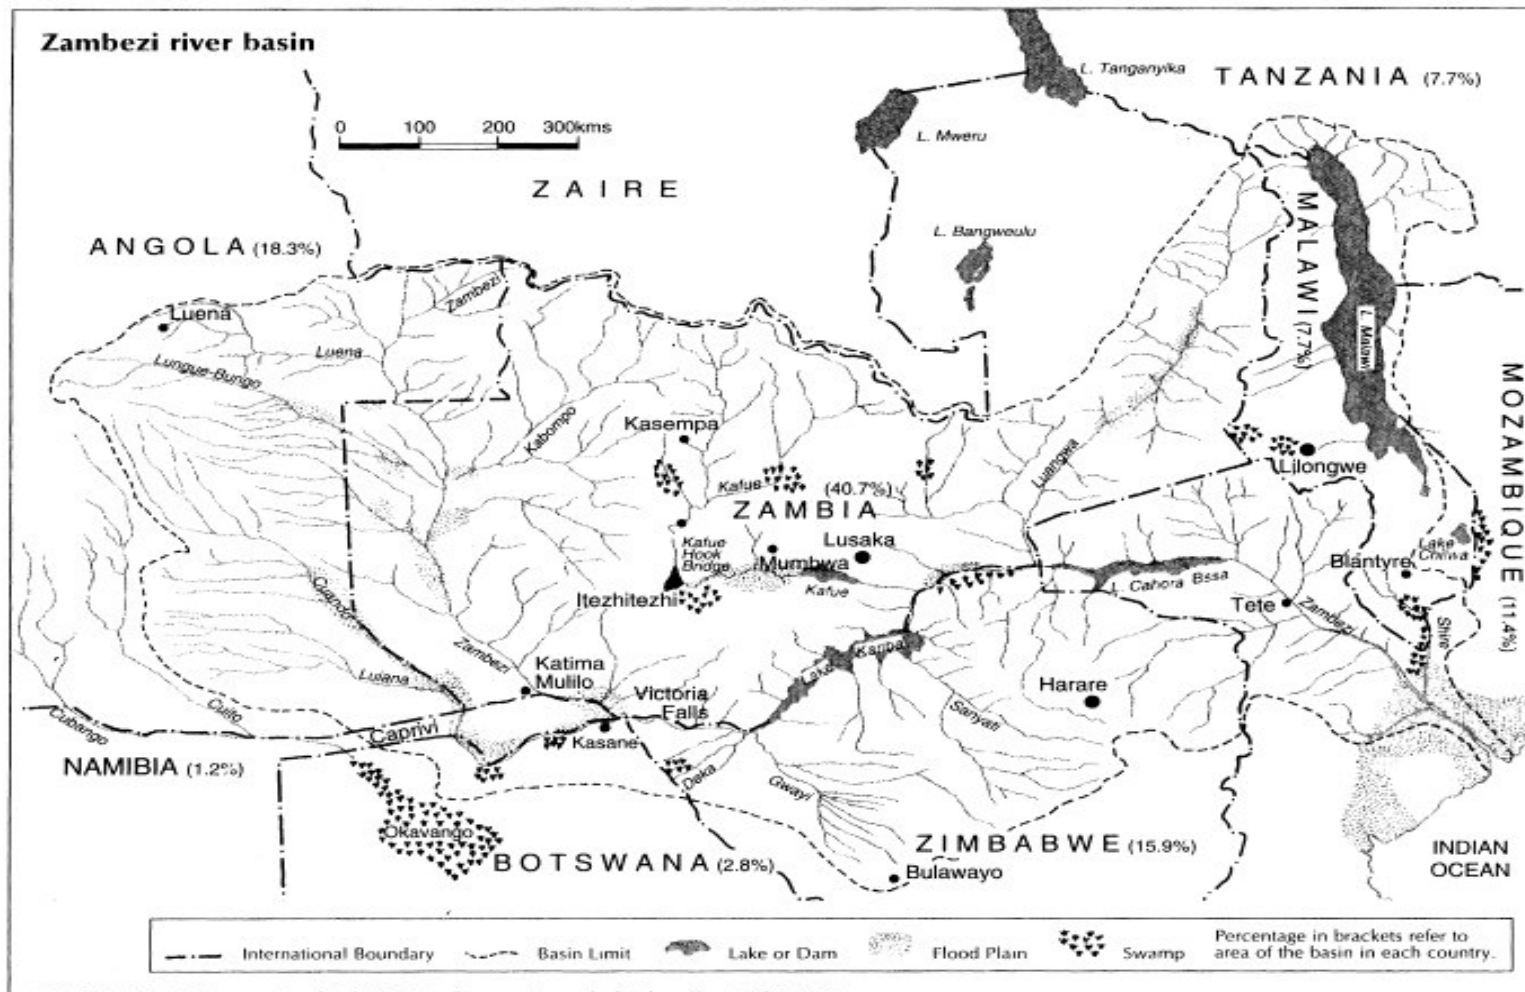 Zambezi river basin
0 100 200 300kms
L. Tanganyika
TANZANIA (7.7%)
L. Mweru
ZAIRE
L. Bangweulu
ANGOLA (18.3%)
MALAWI (7.7%)
L. Malawi
Zambezi
Luena
Luena
Lungue-Bungo
MOZAMBIQUE (11.4%)
Kasempa
Kabompo
Luangwa
Lilongwe
Kafue
(40.7%)
ZAMBIA
Kafue
Hook
Bridge
Lusaka
Mumbwa
Lake
Chilwa
Blantyre
Itezhitezhi
Kafue
L. Cahora Bssa
Cuando
Tete
Zambezi
Shire
Zambezi
Lake Kariba
Luiana
Katima
Mulilo
Victoria
Falls
Harare
Cuito
Sanyati
Cubango
Caprivi
Kasane
NAMIBIA (1.2%)
Deka
Gwayi
Okavango
BOTSWANA (2.8%)
ZIMBABWE (15.9%)
Bulawayo
INDIAN
OCEAN
International Boundary
Basin Limit
Lake or Dam
Flood Plain
Swamp
Percentage in brackets refer to
area of the basin in each country.